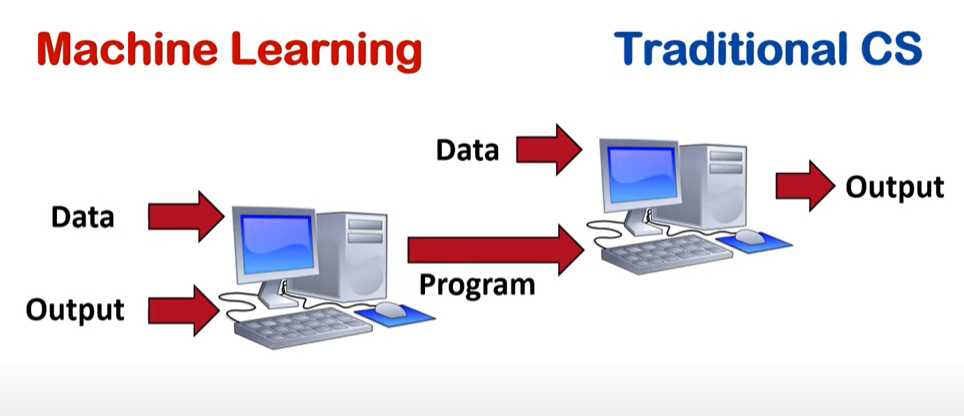 Machine Learning
Traditional CS
Data
Output
Data
Output
Program